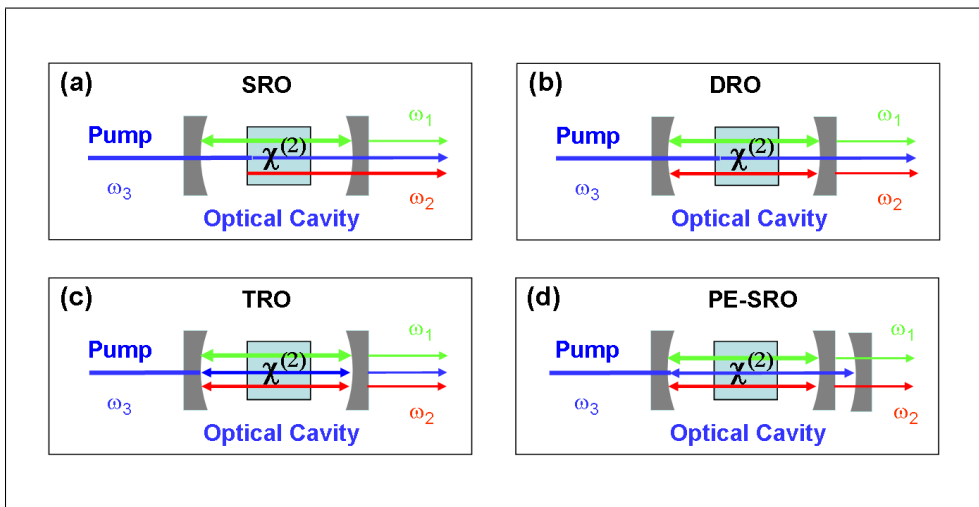 (a)
SRO
Pump
ω1
χ(2)
ω3
ω2
Optical Cavity
(b)
DRO
Pump
ω1
χ(2)
ω3
ω2
Optical Cavity
(c)
TRO
Pump
ω1
χ(2)
ω3
ω2
Optical Cavity
(d)
PE-SRO
Pump
ω1
χ(2)
ω3
ω2
Optical Cavity